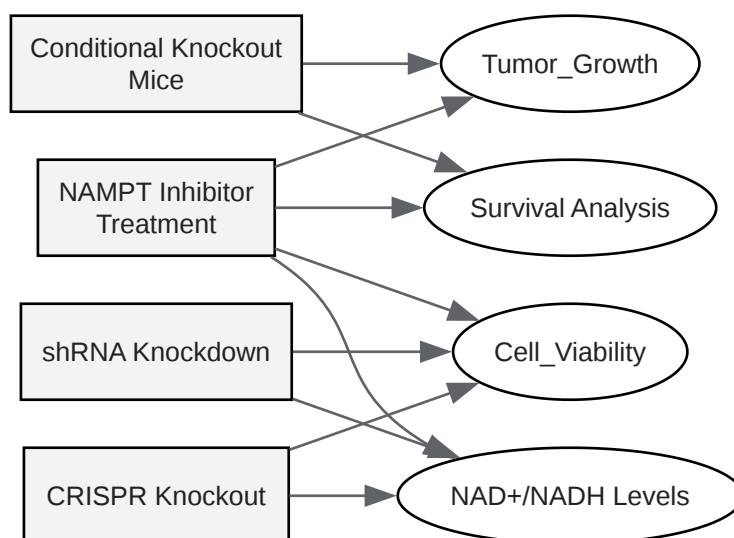 Conditional Knockout
Mice
Tumor_Growth
NAMPT Inhibitor
Treatment
Survival Analysis
shRNA Knockdown
Cell_Viability
CRISPR Knockout
NAD+/NADH Levels